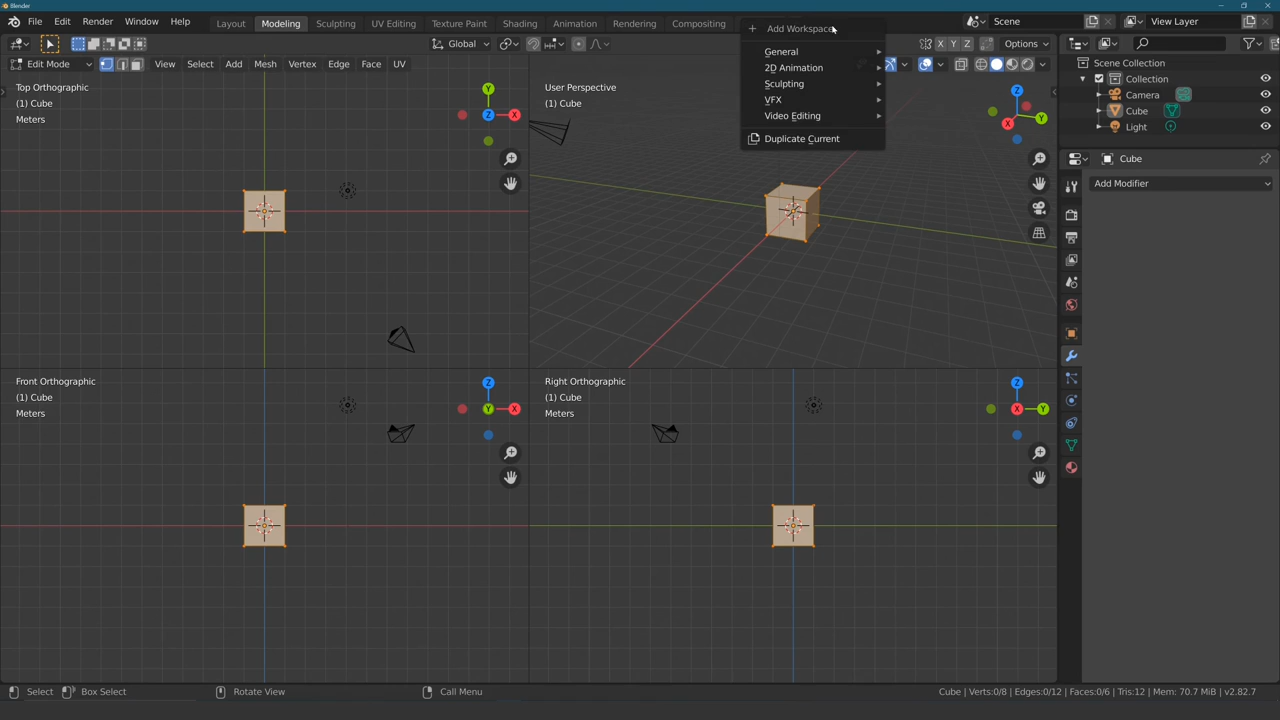 Blender
File Edit Render Window Help Layout Modeling Sculpting UV Editing Texture Paint Shading Animation Rendering Compositing Scene View Layer
Global X Y Z Options
Edit Mode View Select Add Mesh Vertex Edge Face UV
Add Workspace
General
2D Animation
Sculpting
VFX
Video Editing
Duplicate Current
Top Orthographic
(1) Cube
Meters
Y
Z X
User Perspective
(1) Cube
Z
Y
X
Front Orthographic
(1) Cube
Meters
Z
Y X
Right Orthographic
(1) Cube
Meters
Z
X Y
Scene Collection
Collection
Camera
Cube
Light
Cube
Add Modifier
Select Box Select Rotate View Call Menu Cube | Verts:0/8 | Edges:0/12 | Faces:0/6 | Tris:12 | Mem: 70.7 MiB | v2.82.7